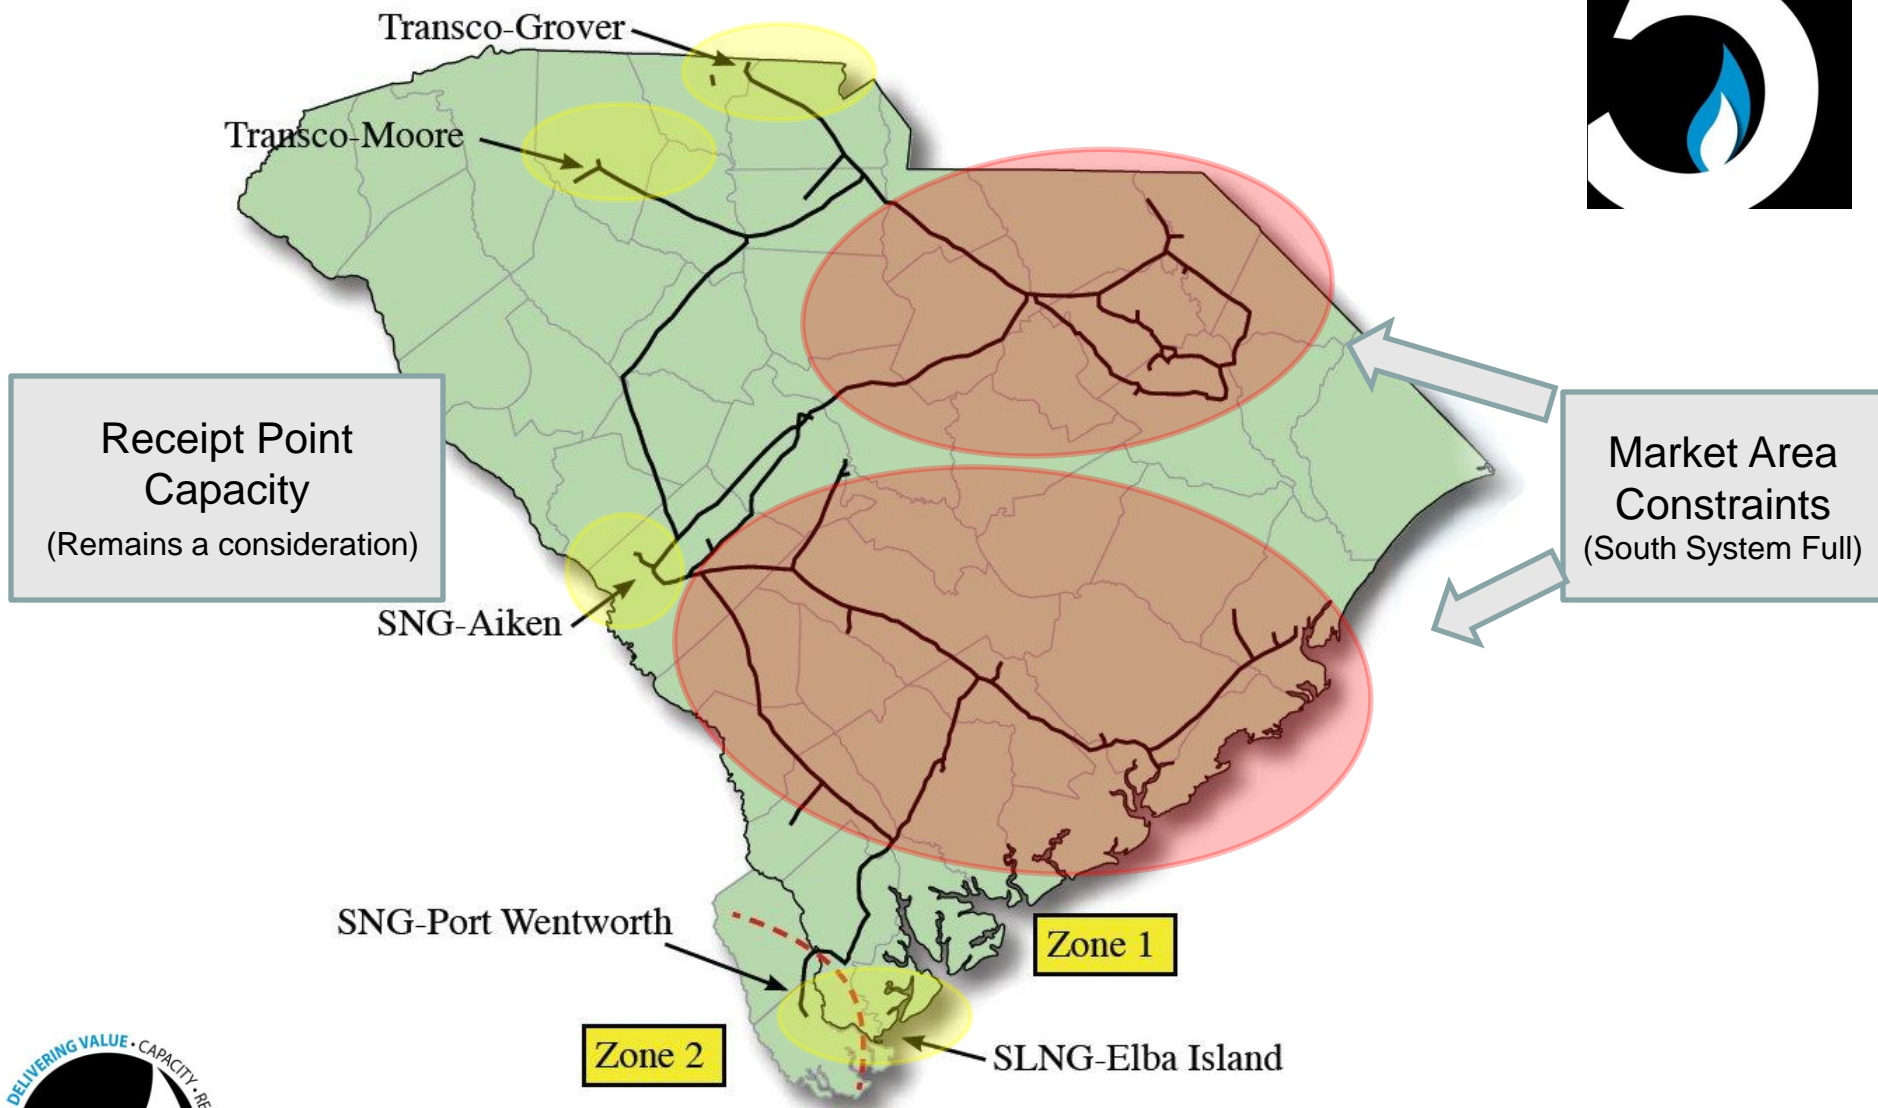 Transco-Grover
Transco-Moore
Receipt Point
Capacity
(Remains a consideration)
Market Area
Constraints
(South System Full)
SNG-Aiken
SNG-Port Wentworth
Zone 1
Zone 2
SLNG-Elba Island
DELIVERING VALUE • CAPACITY •